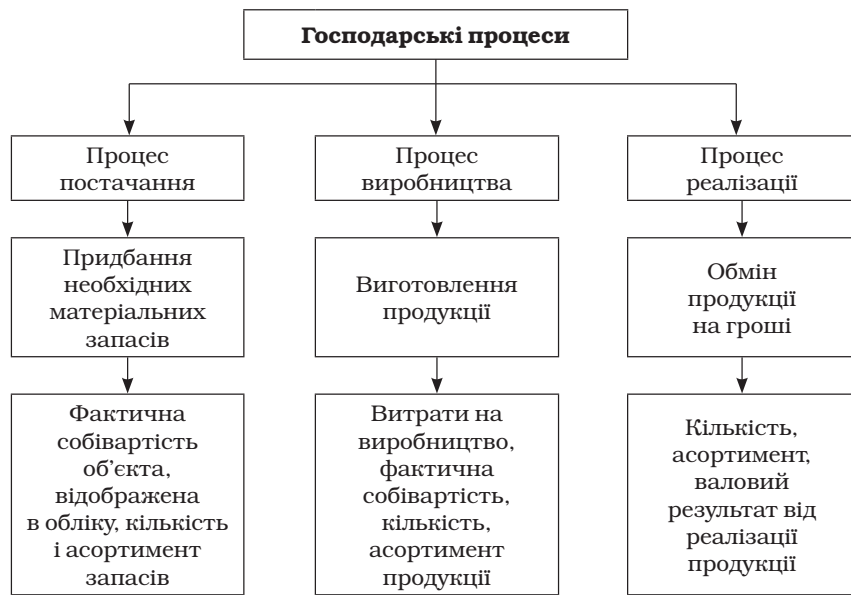 Господарські процеси
Процес
постачання
Процес
виробництва
Процес
реалізації
Придбання
необхідних
матеріальних
запасів
Виготовлення
продукції
Обмін
продукції
на гроші
Фактична
собівартість
об’єкта,
відображена
в обліку, кількість
і асортимент
запасів
Витрати на
виробництво,
фактична
собівартість,
кількість,
асортимент
продукції
Кількість,
асортимент,
валовий
результат від
реалізації
продукції